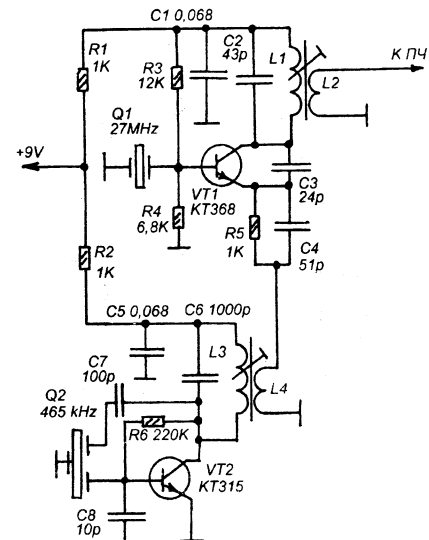 C1 0,068
R1
1K
R3
12K
C2
43p
L1
L2
К ПЧ
Q1
27MHz
+9V
VT1
KT368
C3
24p
R4
6,8K
R5
1K
C4
51p
R2
1K
C5 0,068
C6 1000p
L3
L4
C7
100p
Q2
465 kHz
R6 220K
VT2
KT315
C8
10p